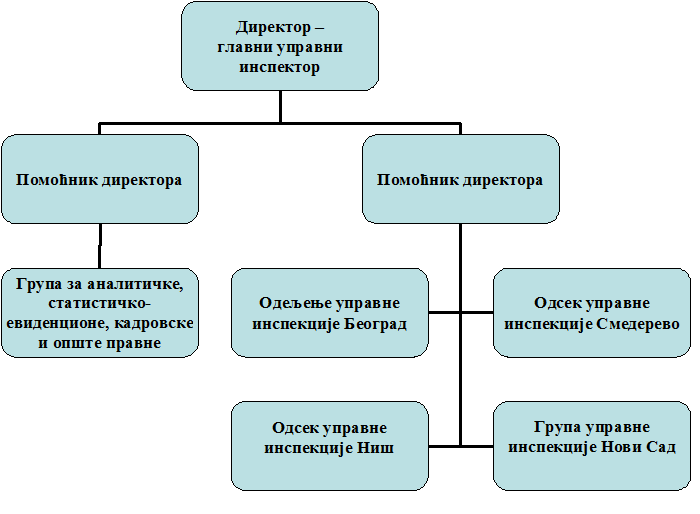 Директор –
главни управни
инспектор
Помоћник директора
Помоћник директора
Група за аналитичке,
статистичко-
евиденционе, кадровске
и опште правне
Одељење управне
инспекције Београд
Одсек управне
инспекције Смедерево
Одсек управне
инспекције Ниш
Група управне
инспекције Нови Сад